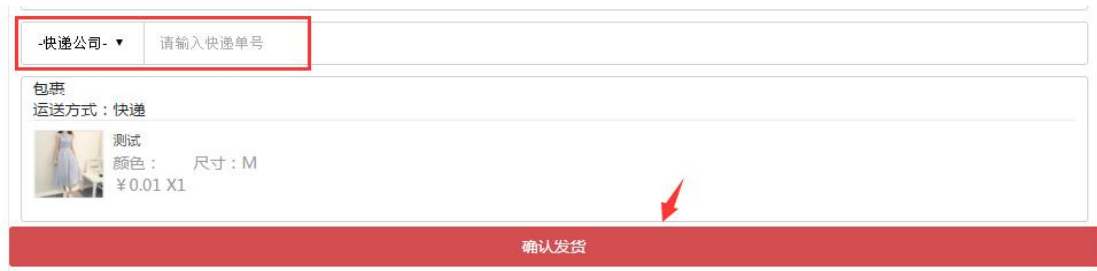 -快递公司- ▼ 请输入快递单号
包裹
运送方式：快递
测试
颜色： 尺寸：M
￥0.01 X1
确认发货